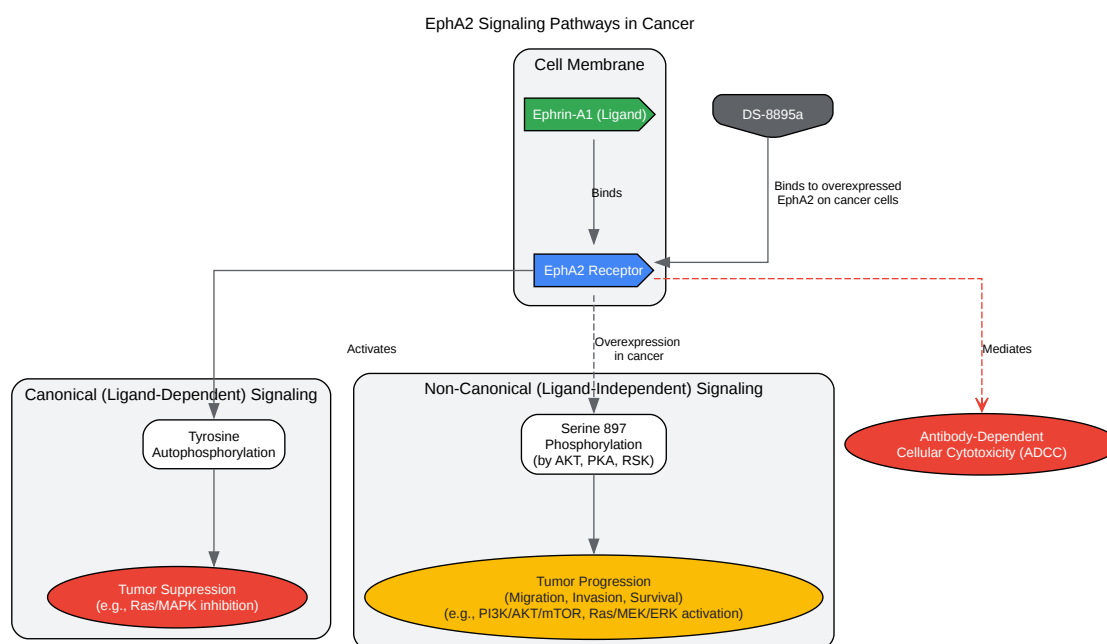 EphA2 Signaling Pathways in Cancer
Cell Membrane
Ephrin-A1 (Ligand)
DS-8895a
Binds
Binds to overexpressed
EphA2 on cancer cells
EphA2 Receptor
Activates
Overexpression
in cancer
Mediates
Canonical (Ligand-Dependent) Signaling
Tyrosine
Autophosphorylation
Tumor Suppression
(e.g., Ras/MAPK inhibition)
Non-Canonical (Ligand-Independent) Signaling
Serine 897
Phosphorylation
(by AKT, PKA, RSK)
Tumor Progression
(Migration, Invasion, Survival)
(e.g., PI3K/AKT/mTOR, Ras/MEK/ERK activation)
Antibody-Dependent
Cellular Cytotoxicity (ADCC)